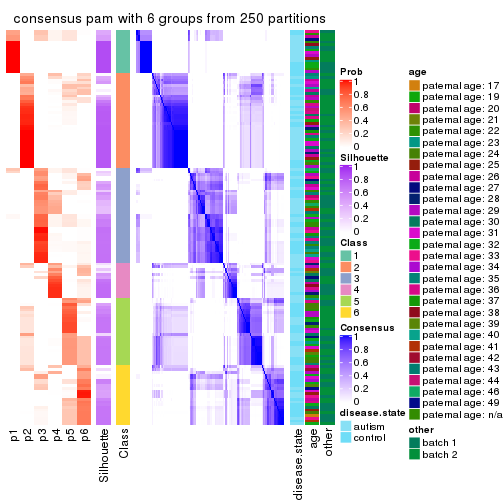 consensus pam with 6 groups from 250 partitions
Prob
1
0.8
0.6
0.4
0.2
0
Silhouette
1
0.8
0.6
0.4
0.2
0
Class
1
2
3
4
5
6
Consensus
1
0.8
0.6
0.4
0.2
0
disease.state
autism
control
age
paternal age: 17
paternal age: 19
paternal age: 20
paternal age: 21
paternal age: 22
paternal age: 23
paternal age: 24
paternal age: 25
paternal age: 26
paternal age: 27
paternal age: 28
paternal age: 29
paternal age: 30
paternal age: 31
paternal age: 32
paternal age: 33
paternal age: 34
paternal age: 35
paternal age: 36
paternal age: 37
paternal age: 38
paternal age: 39
paternal age: 40
paternal age: 41
paternal age: 42
paternal age: 43
paternal age: 44
paternal age: 46
paternal age: 49
paternal age: n/a
other
batch 1
batch 2
p1
p2
p3
p4
p5
p6
Silhouette
Class
disease.state
age
other